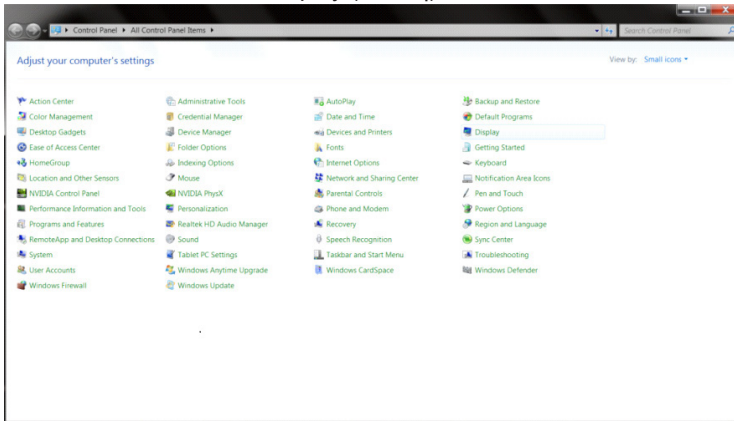 Control Panel ▸ All Control Panel Items ▸
Search Control Panel
Adjust your computer's settings
View by: Small icons
Action Center
Administrative Tools
AutoPlay
Backup and Restore
Color Management
Credential Manager
Date and Time
Default Programs
Desktop Gadgets
Device Manager
Devices and Printers
Display
Ease of Access Center
Folder Options
Fonts
Getting Started
HomeGroup
Indexing Options
Internet Options
Keyboard
Location and Other Sensors
Mouse
Network and Sharing Center
Notification Area Icons
NVIDIA Control Panel
NVIDIA PhysX
Parental Controls
Pen and Touch
Performance Information and Tools
Personalization
Phone and Modem
Power Options
Programs and Features
Realtek HD Audio Manager
Recovery
Region and Language
RemoteApp and Desktop Connections
Sound
Speech Recognition
Sync Center
System
Tablet PC Settings
Taskbar and Start Menu
Troubleshooting
User Accounts
Windows Anytime Upgrade
Windows CardSpace
Windows Defender
Windows Firewall
Windows Update